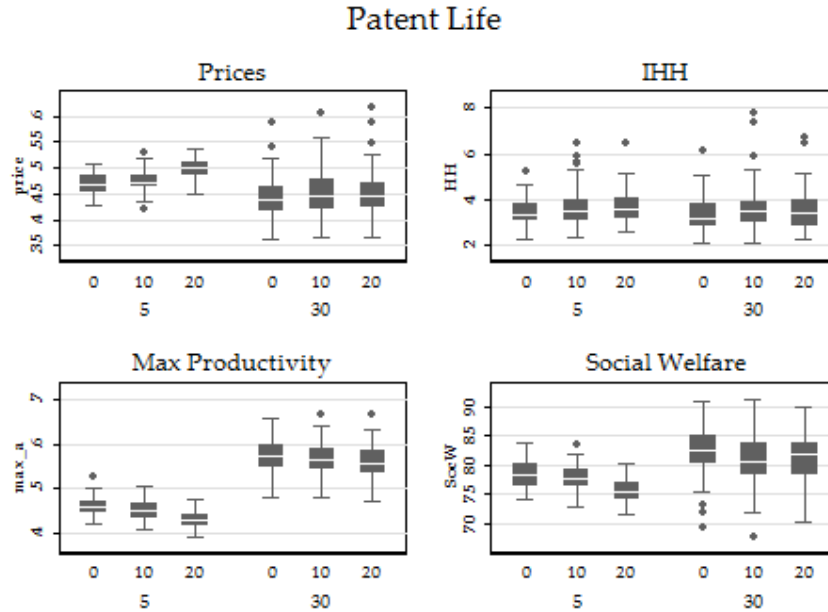 Patent Life
Prices
price
.6
.55
.5
.45
.4
.35
0 10 20 0 10 20
5 30
IHH
HH
8
6
4
2
0 10 20 0 10 20
5 30
Max Productivity
max_a
.7
.6
.5
.4
0 10 20 0 10 20
5 30
Social Welfare
SocW
90
85
80
75
70
0 10 20 0 10 20
5 30